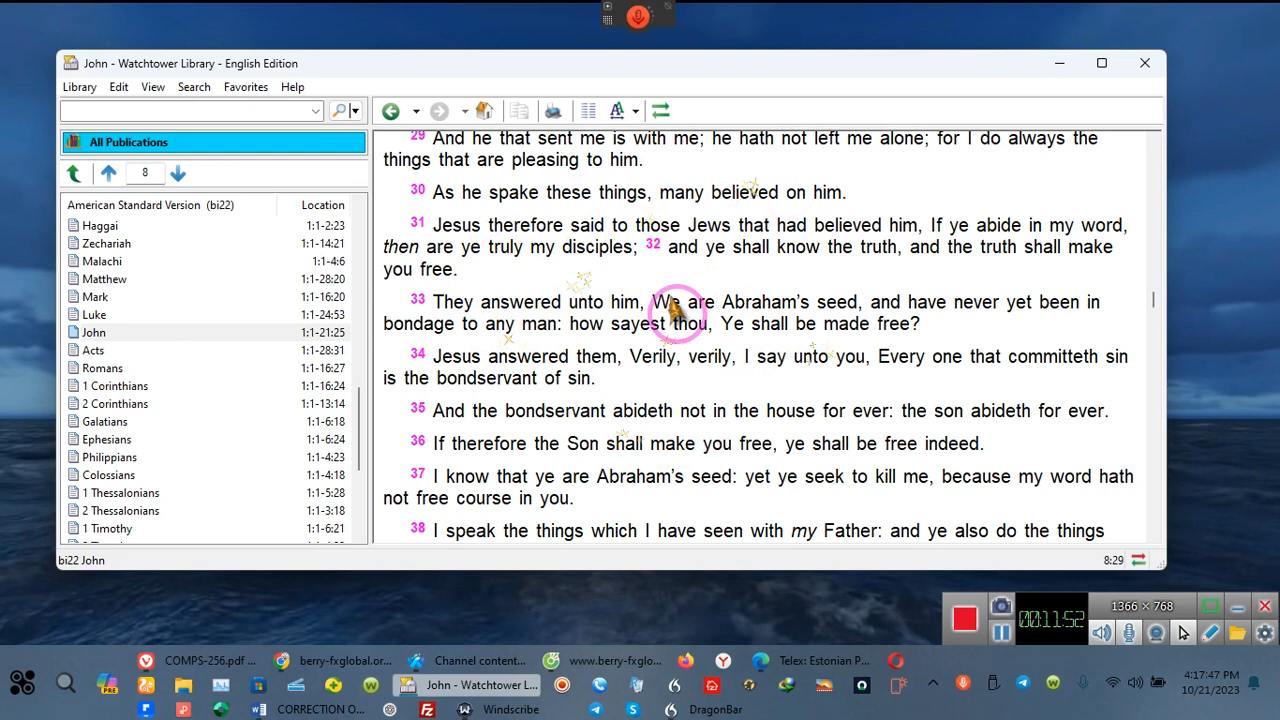 John - Watchtower Library - English Edition
Library Edit View Search Favorites Help
All Publications
8
American Standard Version (bi22) Location
Haggai 1:1-2:23
Zechariah 1:1-14:21
Malachi 1:1-4:6
Matthew 1:1-28:20
Mark 1:1-16:20
Luke 1:1-24:53
John 1:1-21:25
Acts 1:1-28:31
Romans 1:1-16:27
1 Corinthians 1:1-16:24
2 Corinthians 1:1-13:14
Galatians 1:1-6:18
Ephesians 1:1-6:24
Philippians 1:1-4:23
Colossians 1:1-4:18
1 Thessalonians 1:1-5:28
2 Thessalonians 1:1-3:18
1 Timothy 1:1-6:21
29 And he that sent me is with me; he hath not left me alone; for I do always the
things that are pleasing to him.
30 As he spake these things, many believed on him.
31 Jesus therefore said to those Jews that had believed him, If ye abide in my word,
then are ye truly my disciples; 32 and ye shall know the truth, and the truth shall make
you free.
33 They answered unto him, We are Abraham's seed, and have never yet been in
bondage to any man: how sayest thou, Ye shall be made free?
34 Jesus answered them, Verily, verily, I say unto you, Every one that committeth sin
is the bondservant of sin.
35 And the bondservant abideth not in the house for ever: the son abideth for ever.
36 If therefore the Son shall make you free, ye shall be free indeed.
37 I know that ye are Abraham's seed: yet ye seek to kill me, because my word hath
not free course in you.
38 I speak the things which I have seen with my Father: and ye also do the things
bi22 John 8:29
1366 × 768
00:11:52
COMPS-256.pdf ... berry-fxglobal.or... Channel content... www.berry-fxglo... Telex: Estonian P...
4:17:47 PM
John - Watchtower L...
10/21/2023
CORRECTION O... Windscribe DragonBar